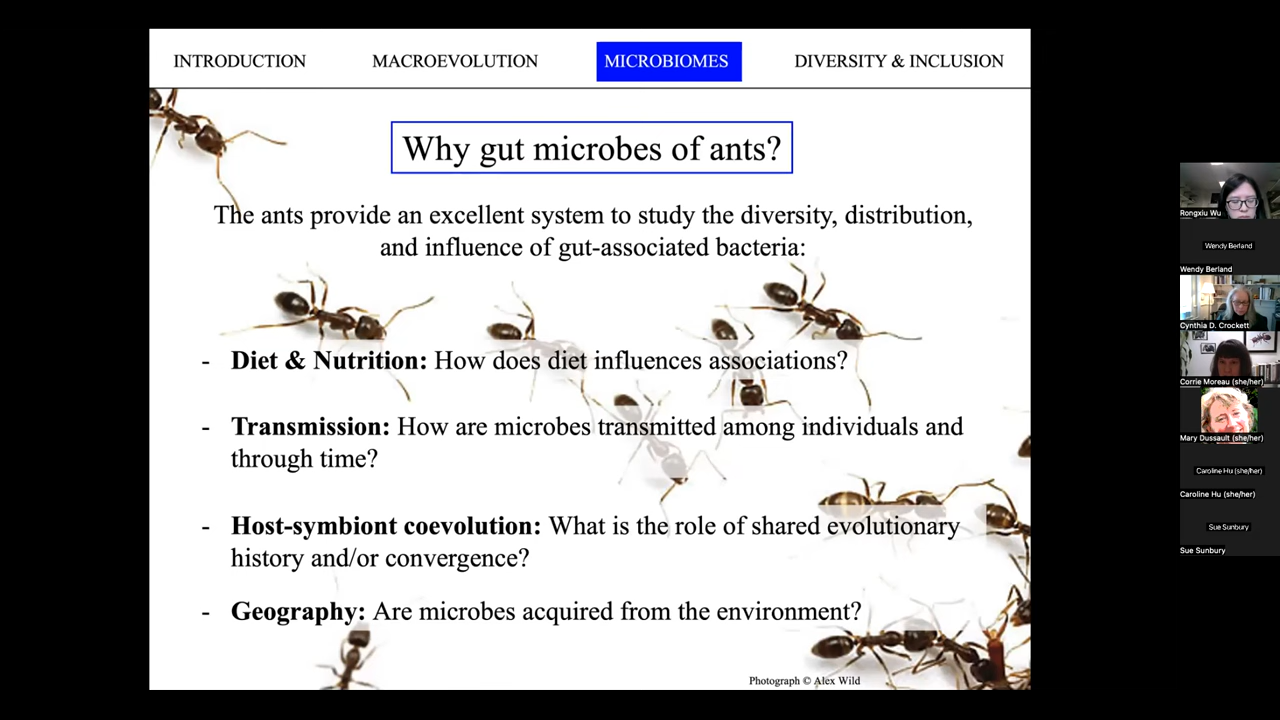 INTRODUCTION MACROEVOLUTION MICROBIOMES DIVERSITY & INCLUSION
Why gut microbes of ants?
The ants provide an excellent system to study the diversity, distribution,
and influence of gut-associated bacteria:
- Diet & Nutrition: How does diet influences associations?
- Transmission: How are microbes transmitted among individuals and
through time?
- Host-symbiont coevolution: What is the role of shared evolutionary
history and/or convergence?
- Geography: Are microbes acquired from the environment?
Photograph © Alex Wild
Rongxiu Wu
Wendy Berland
Wendy Berland
Cynthia D. Crockett
Corrie Moreau (she/her)
Mary Dussault (she/her)
Caroline Hu (she/her)
Caroline Hu (she/her)
Sue Sunbury
Sue Sunbury